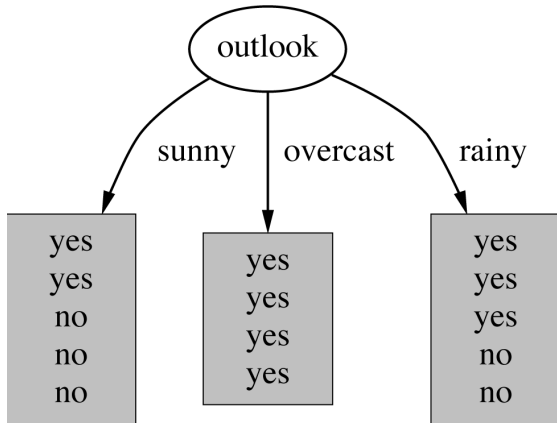 outlook
sunny overcast rainy
yes
yes
no
no
no
yes
yes
yes
yes
yes
yes
yes
no
no